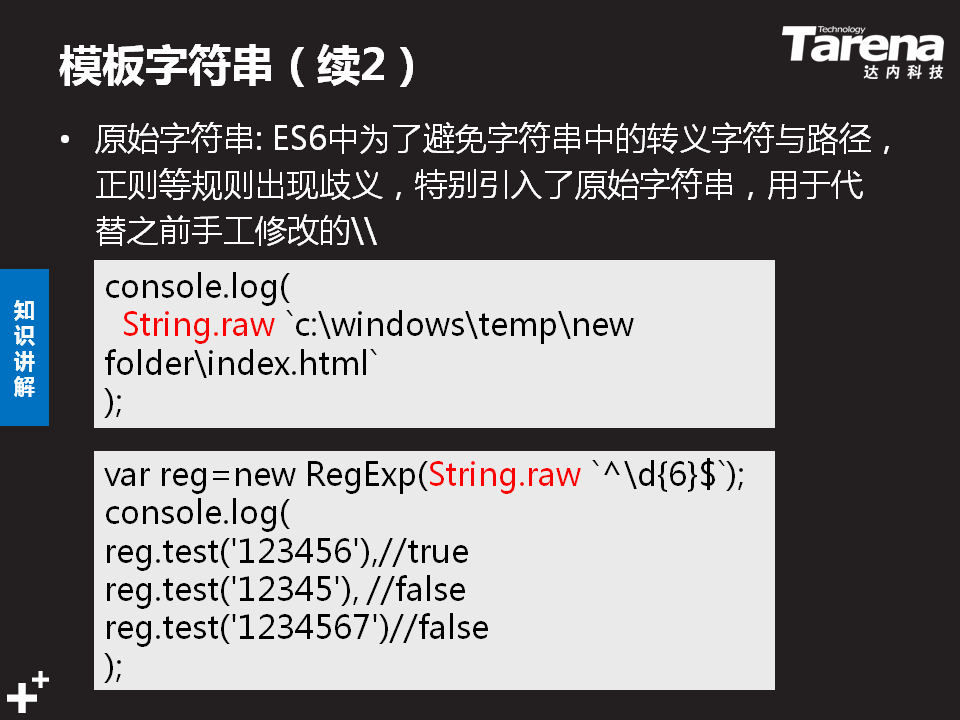 模板字符串（续2）
Technology
Tarena
达内科技
• 原始字符串: ES6中为了避免字符串中的转义字符与路径，
正则等规则出现歧义，特别引入了原始字符串，用于代
替之前手工修改的\\
知
识
讲
解
console.log(
String.raw `c:\windows\temp\new
folder\index.html`
);
var reg=new RegExp(String.raw `^\d{6}$`);
console.log(
reg.test('123456'),//true
reg.test('12345'), //false
reg.test('1234567')//false
);